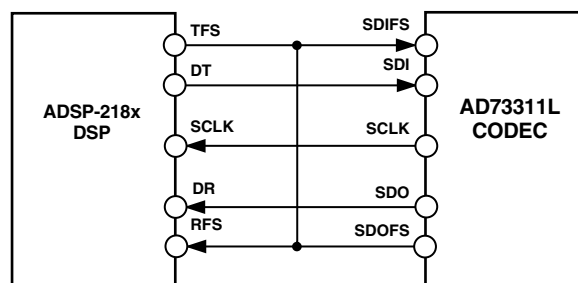 TFS
SDIFS
DT
SDI
ADSP-218x
DSP
AD73311L
CODEC
SCLK
SCLK
DR
SDO
RFS
SDOFS